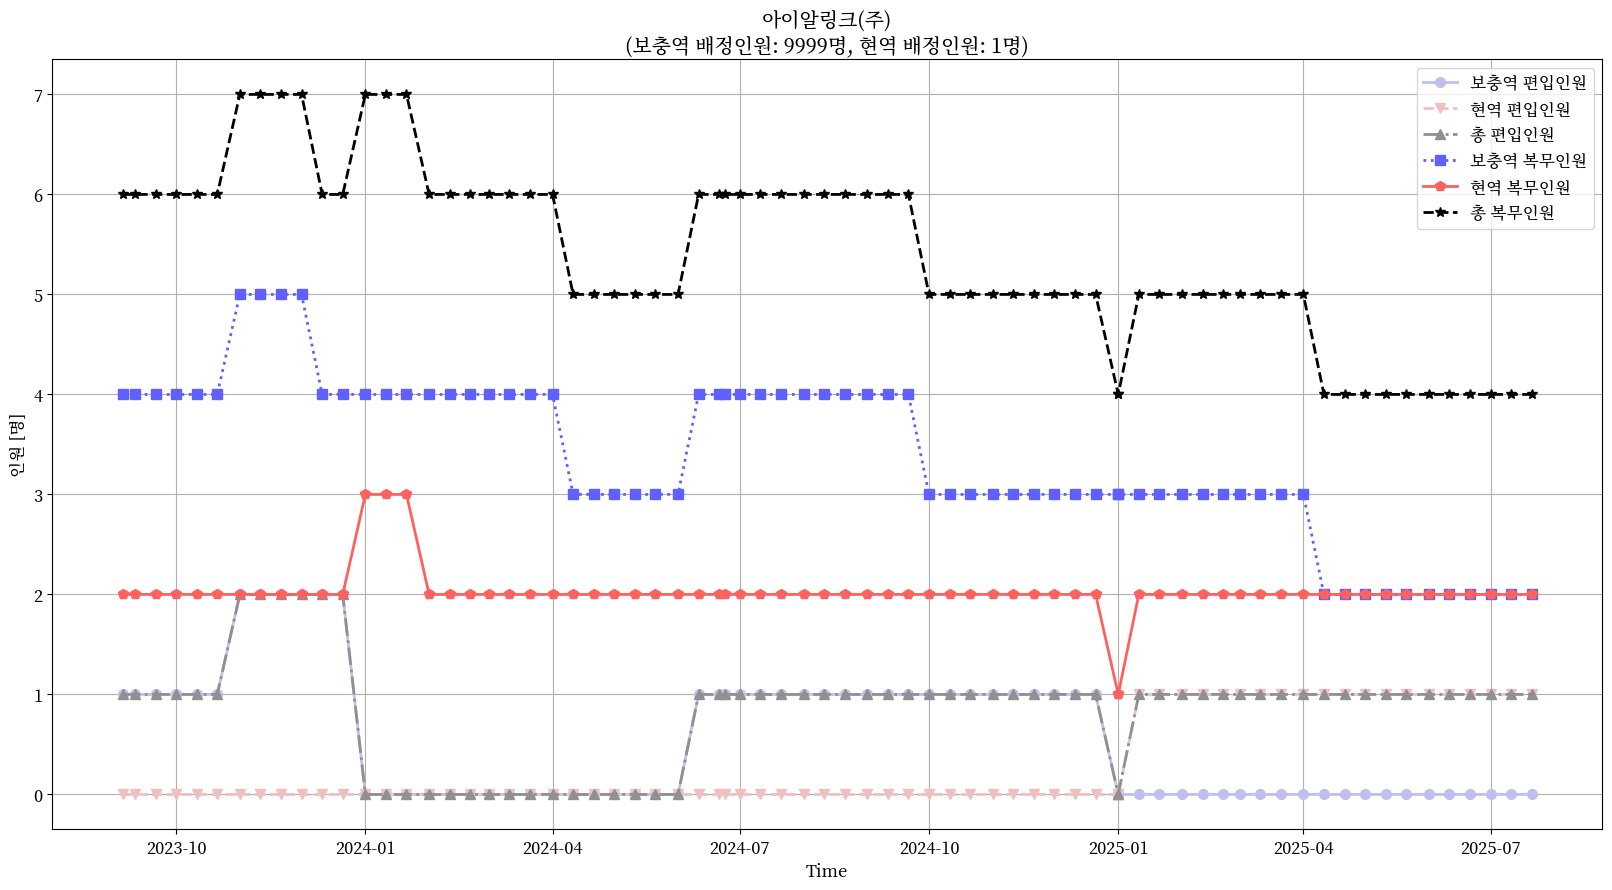 아이알링크(주)
(보충역 배정인원: 9999명, 현역 배정인원: 1명)
보충역 편입인원
현역 편입인원
총 편입인원
보충역 복무인원
현역 복무인원
총 복무인원
인원 [명]
7
6
5
4
3
2
1
0
2023-10
2024-01
2024-04
2024-07
2024-10
2025-01
2025-04
2025-07
Time